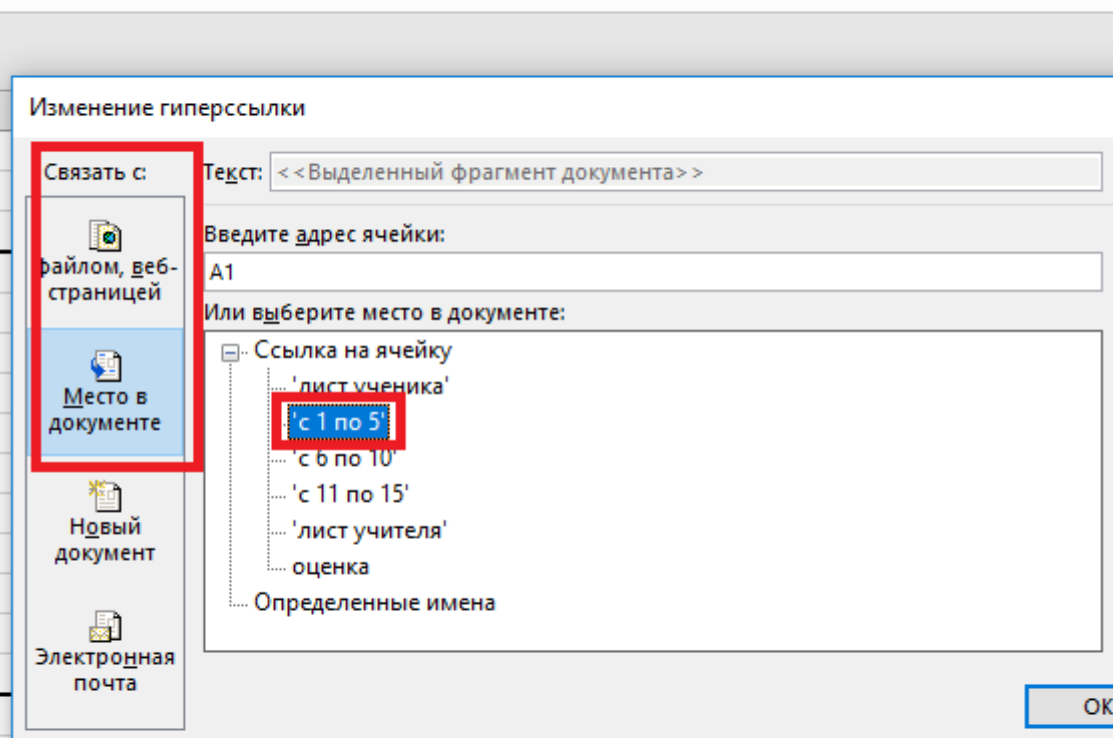 Изменение гиперссылки
Связать с:
файлом, веб-
страницей
Место в
документе
Новый
документ
Электронная
почта
Текст: <<Выделенный фрагмент документа>>
Введите адрес ячейки:
A1
Или выберите место в документе:
Ссылка на ячейку
'лист ученика'
'с 1 по 5'
'с 6 по 10'
'с 11 по 15'
'лист учителя'
оценка
Определенные имена
ОК